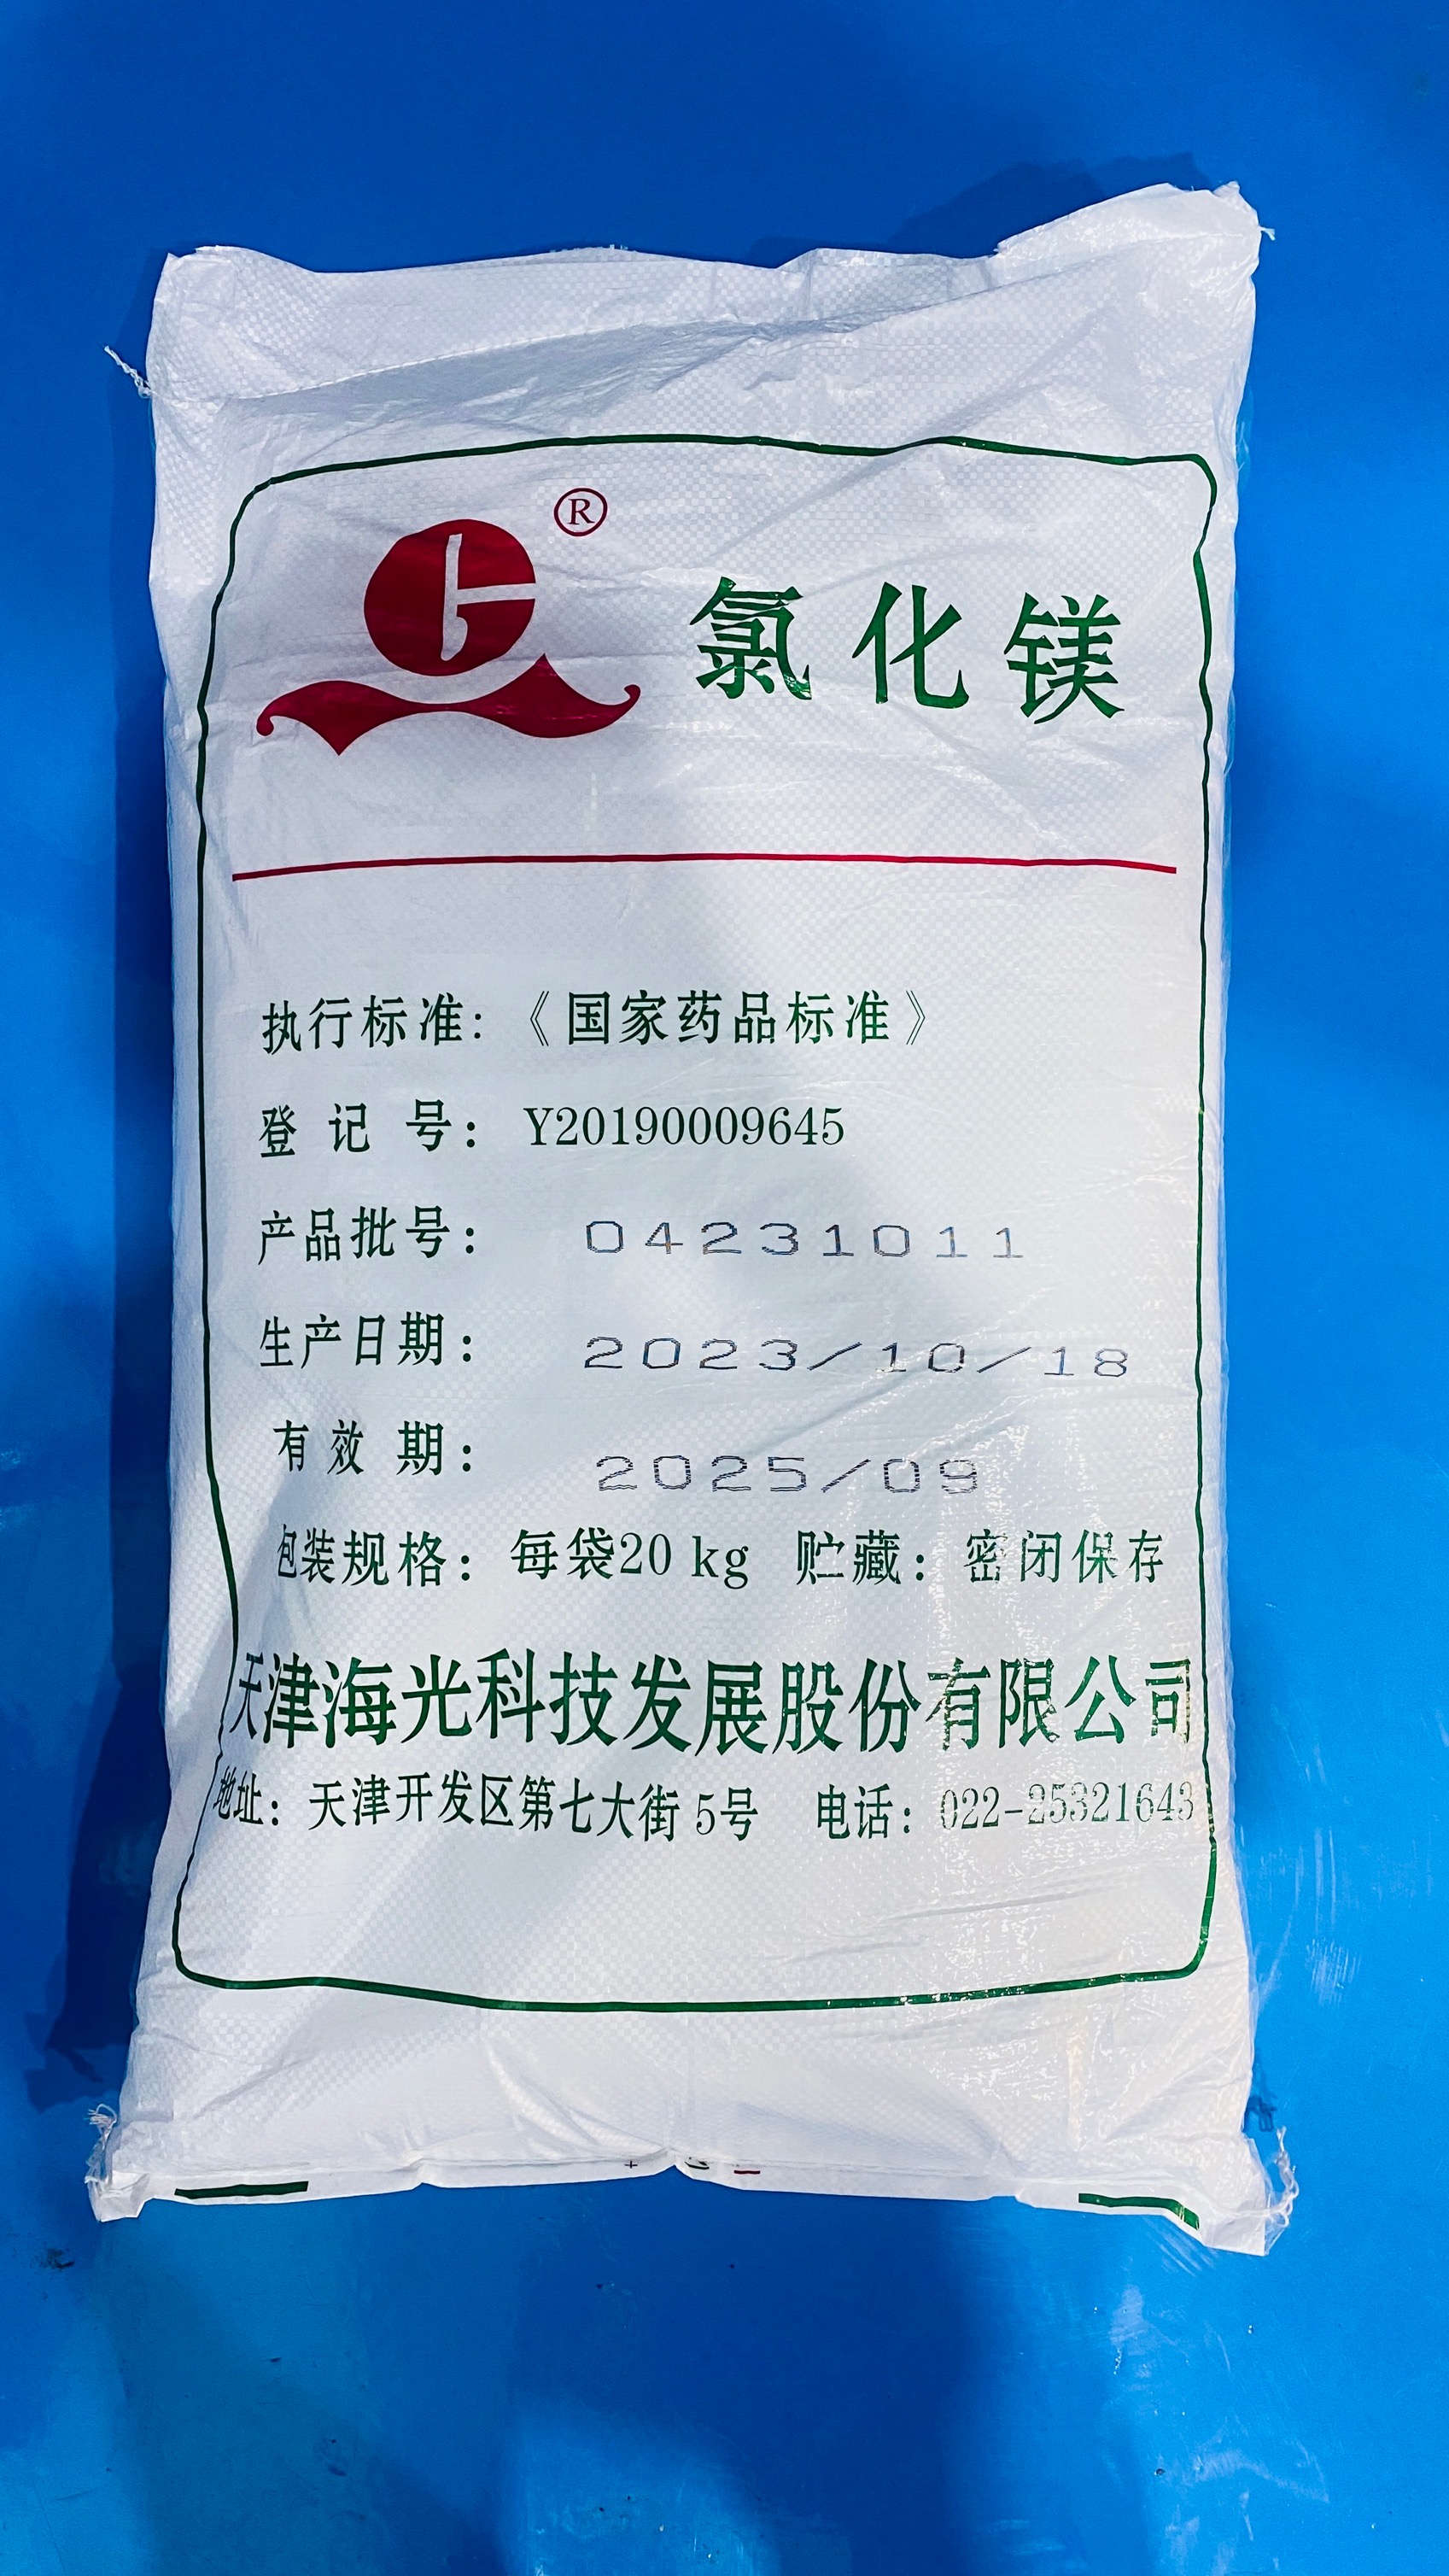 ®
氯化镁
执行标准：《国家药品标准》
登记号：Y20190009645
产品批号：04231011
生产日期：2023/10/18
有效期：2025/09
包装规格：每袋20 kg 贮藏：密闭保存
天津海光科技发展股份有限公司
地址：天津开发区第七大街5号 电话：022-25321643